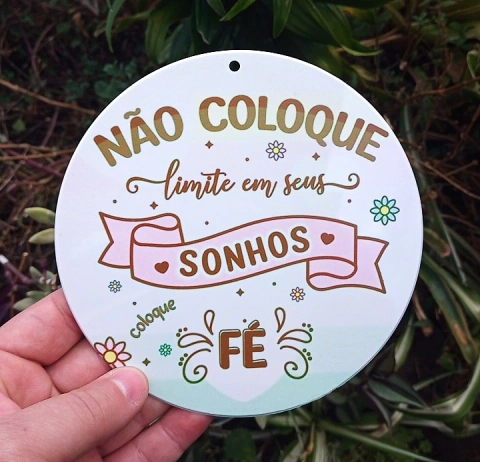 NÃO COLOQUE
limite em seus
SONHOS
coloque
FÉ